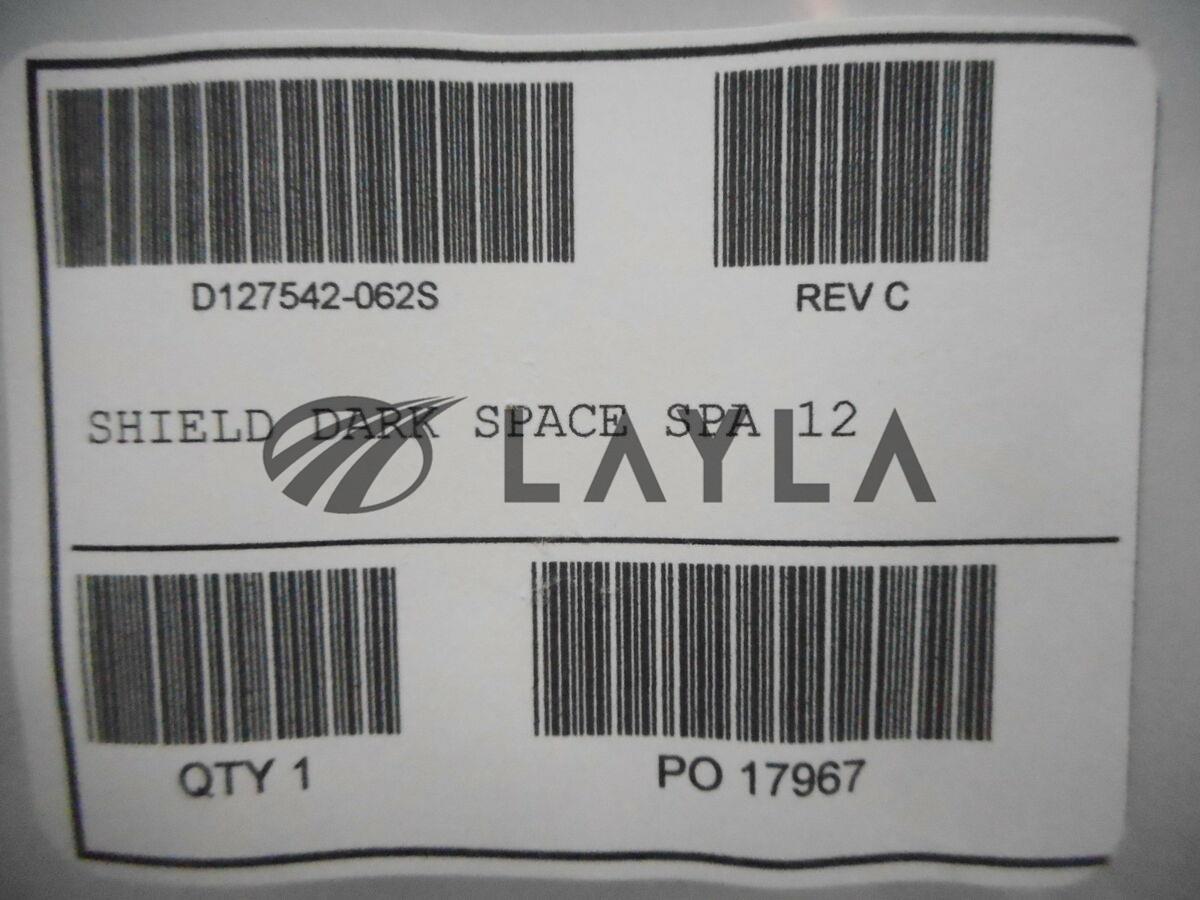 D127542-062S
REV C
SHIELD DARK SPACE SPA 12
LAYLA
QTY 1
PO 17967